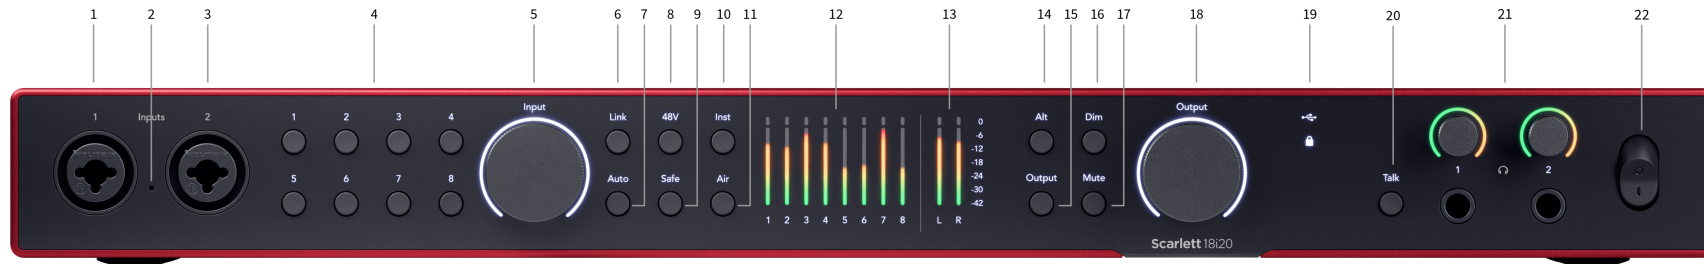 1 2 3 4 5 6 7 8 9 10 11 12 13 14 15 16 17 18 19 20 21 22
1 Inputs 2
1 2 3 4
5 6 7 8
Input
Link 48V Inst
Auto Safe Air
1 2 3 4 5 6 7 8 L R
0
-6
-12
-18
-24
-30
-42
Alt Dim
Output Mute
Output
Scarlett 18i20
Talk
1 2